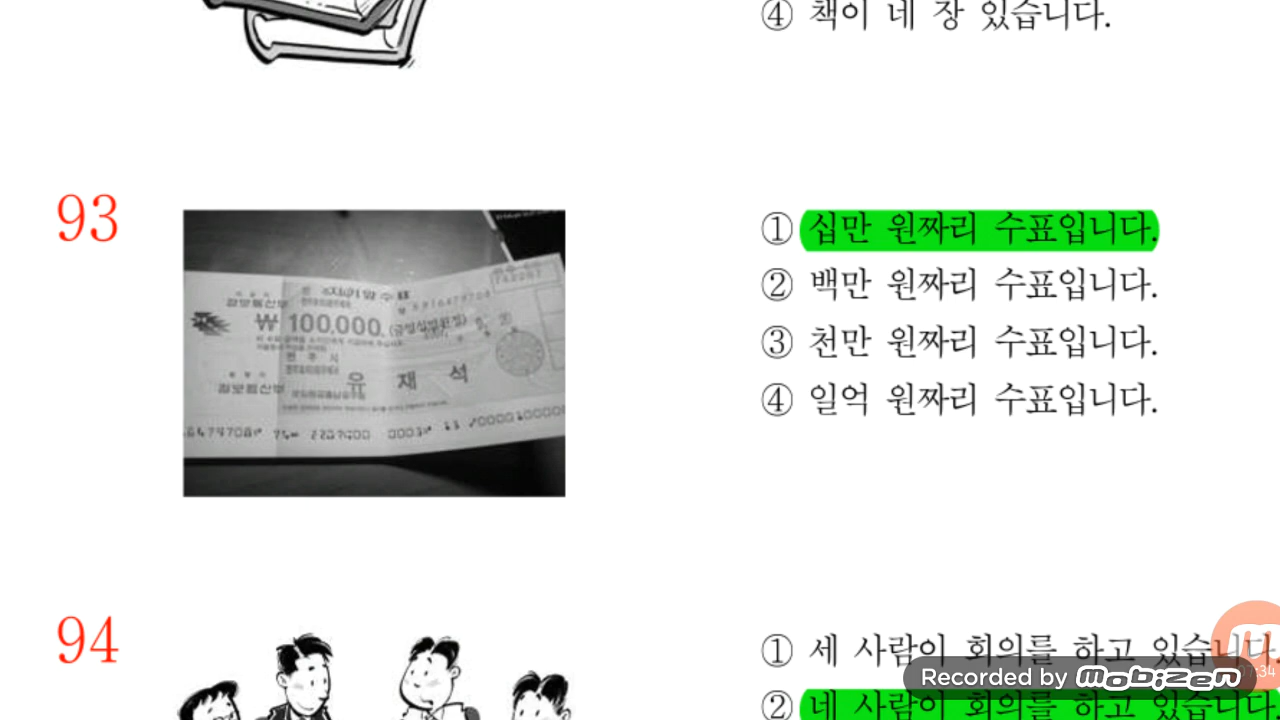 ④ 책이 네 장 있습니다.
93
① 십만 원짜리 수표입니다.
② 백만 원짜리 수표입니다.
③ 천만 원짜리 수표입니다.
④ 일억 원짜리 수표입니다.
₩ 100,000
유 재 석
94
① 세 사람이 회의를 하고 있습니다.
② 네 사람이 회의를 하고 있습니다.
Recorded by mobizen